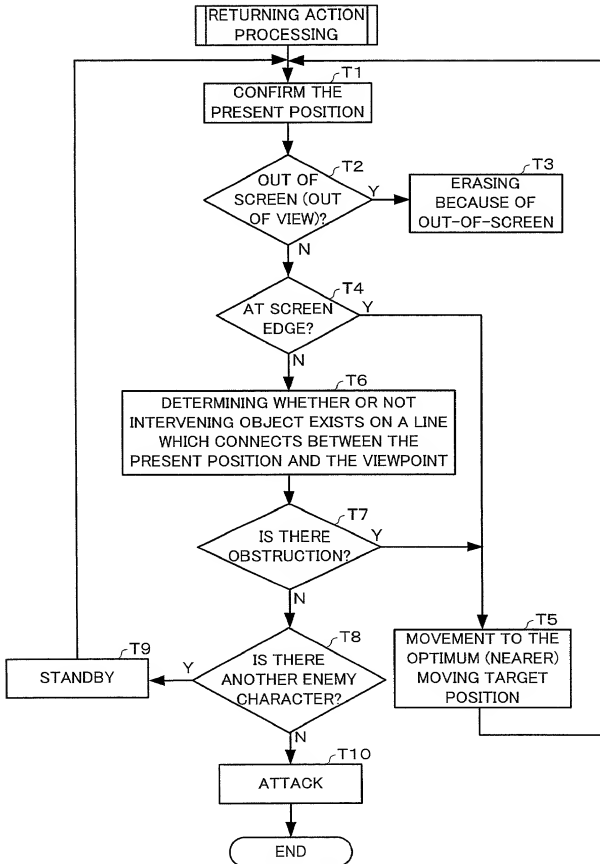 RETURNING ACTION
PROCESSING
T1
CONFIRM THE
PRESENT POSITION
T2
OUT OF
SCREEN (OUT
OF VIEW)?
Y
T3
ERASING
BECAUSE OF
OUT-OF-SCREEN
N
T4
AT SCREEN
EDGE?
Y
N
T6
DETERMINING WHETHER OR NOT
INTERVENING OBJECT EXISTS ON A LINE
WHICH CONNECTS BETWEEN THE
PRESENT POSITION AND THE VIEWPOINT
T7
IS THERE
OBSTRUCTION?
Y
N
T5
MOVEMENT TO THE
OPTIMUM (NEARER)
MOVING TARGET
POSITION
T8
IS THERE
ANOTHER ENEMY
CHARACTER?
Y
T9
STANDBY
N
T10
ATTACK
END